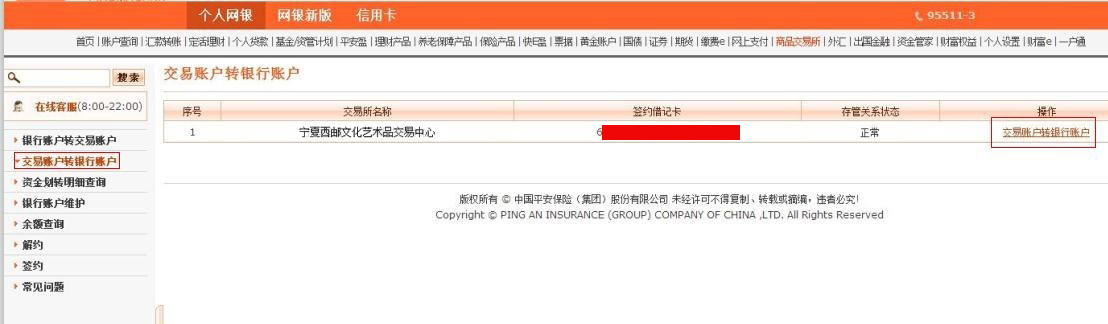 个人网银 网银新版 信用卡 95511-3
首页 | 账户查询 | 汇款转账 | 定活理财 | 个人贷款 | 基金/资管计划 | 平安盈 | 理财产品 | 养老保障产品 | 保险产品 | 快E盈 | 票据 | 黄金账户 | 国债 | 证券 | 期货 | 缴费e | 网上支付 | 商品交易所 | 外汇 | 出国金融 | 资金管家 | 财富权益 | 个人设置 | 财富e | 一户通
搜索
在线客服(8:00-22:00)
银行账户转交易账户
交易账户转银行账户
资金划转明细查询
银行账户维护
余额查询
解约
签约
常见问题
交易账户转银行账户
序号 交易所名称 签约借记卡 存管关系状态 操作
1 宁夏西部文化艺术品交易中心 6 正常 交易账户转银行账户
版权所有 © 中国平安保险（集团）股份有限公司 未经许可不得复制、转载或摘编，违者必究!
Copyright © PING AN INSURANCE (GROUP) COMPANY OF CHINA ,LTD. All Rights Reserved